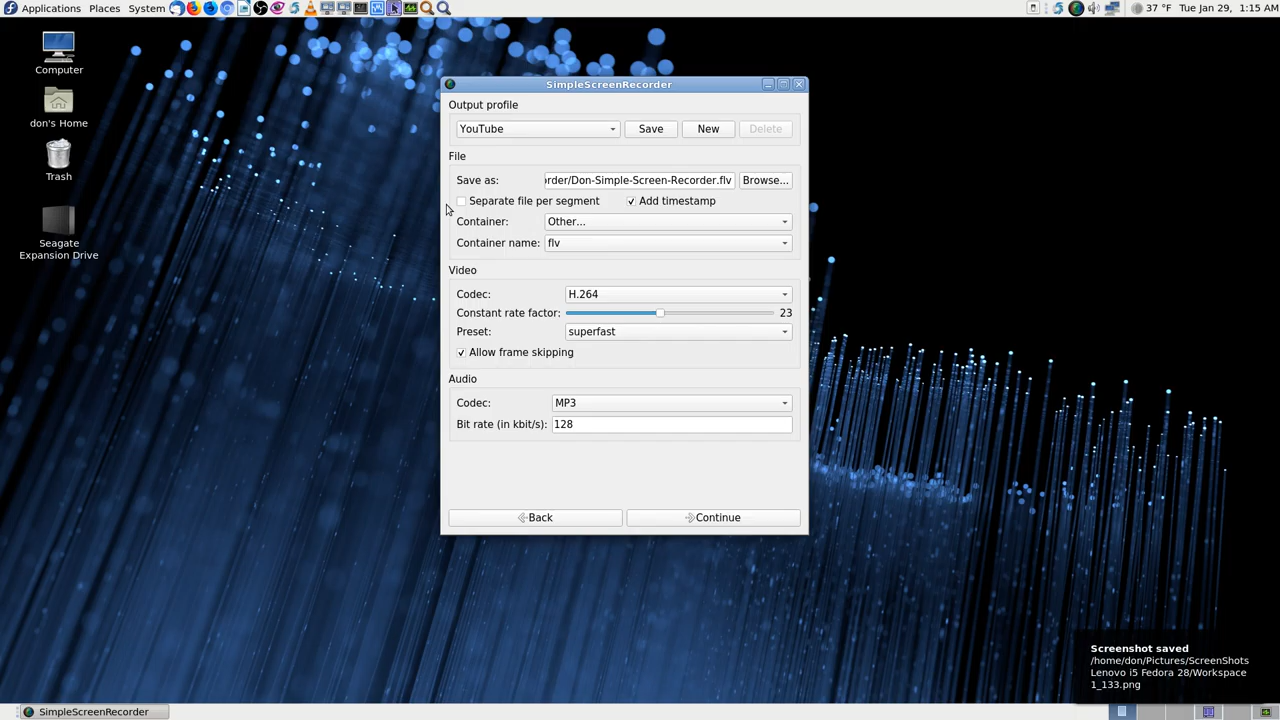 Applications Places System
37 °F Tue Jan 29, 1:15 AM
Computer
don's Home
Trash
Seagate
Expansion Drive
SimpleScreenRecorder
Output profile
YouTube Save New Delete
File
Save as: rder/Don-Simple-Screen-Recorder.flv Browse...
Separate file per segment Add timestamp
Container: Other...
Container name: flv
Video
Codec: H.264
Constant rate factor: 23
Preset: superfast
Allow frame skipping
Audio
Codec: MP3
Bit rate (in kbit/s): 128
Back Continue
Screenshot saved
/home/don/Pictures/ScreenShots
Lenovo i5 Fedora 28/Workspace
1_133.png
SimpleScreenRecorder